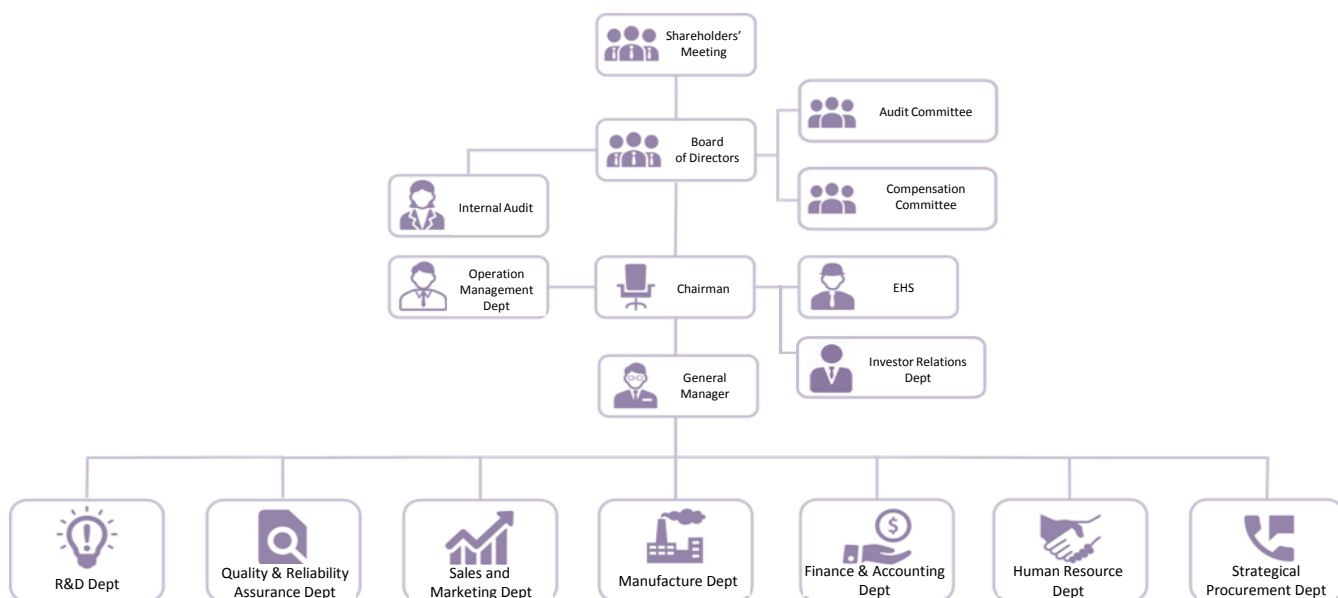 Shareholders’
Meeting
Audit Committee
Board
of Directors
Compensation
Committee
Internal Audit
Operation
Management
Dept
Chairman
EHS
Investor Relations
Dept
General
Manager
R&D Dept
Quality & Reliability
Assurance Dept
Sales and
Marketing Dept
Manufacture Dept
$
Finance & Accounting
Dept
Human Resource
Dept
Strategical
Procurement Dept